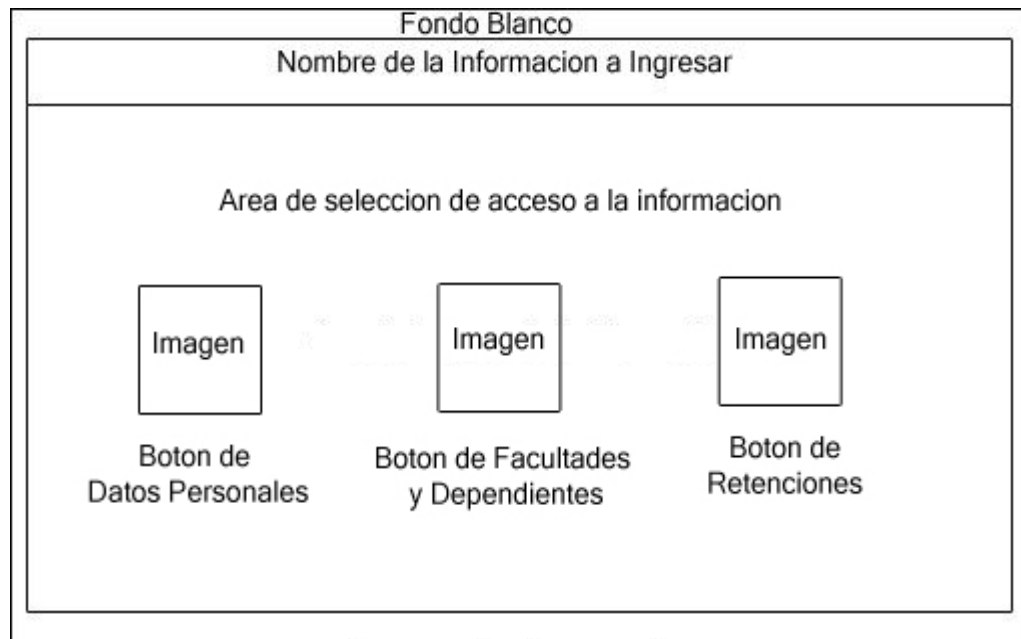 Fondo Blanco
Nombre de la Informacion a Ingresar
Area de seleccion de acceso a la informacion
Imagen
Imagen
Imagen
Boton de
Datos Personales
Boton de Facultades
y Dependientes
Boton de
Retenciones